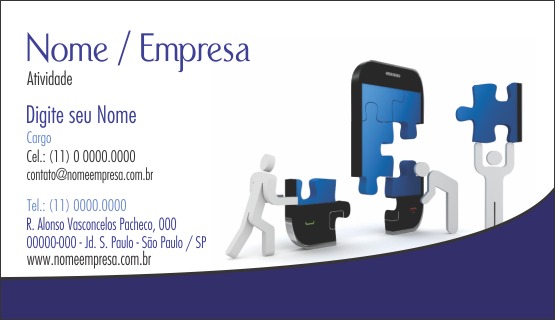 Nome / Empresa
Atividade
Digite seu Nome
Cargo
Cel.: (11) 0 0000.0000
contato@nomeempresa.com.br
Tel.: (11) 0000.0000
R. Alonso Vasconcelos Pacheco, 000
00000-000 - Jd. S. Paulo - São Paulo / SP
www.nomeempresa.com.br